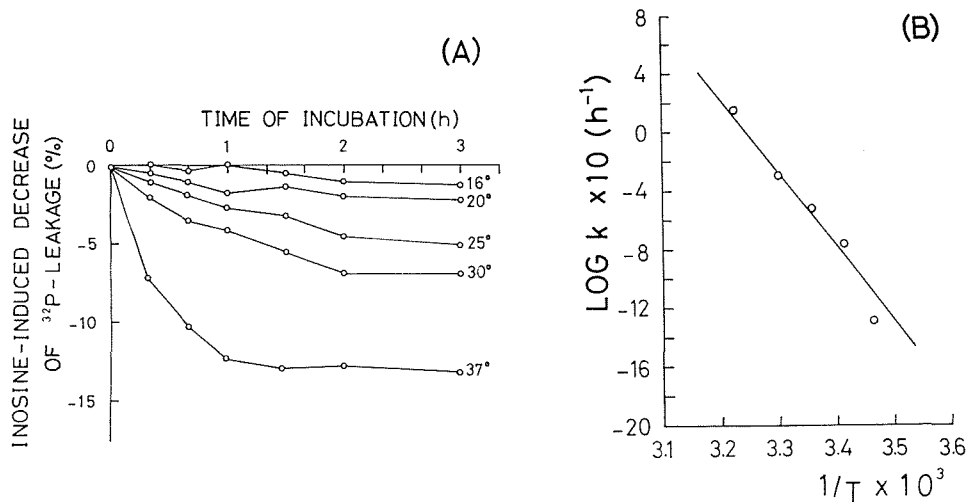 (A)
TIME OF INCUBATION (h)
0 1 2 3
0
-5
-10
-15
INOSINE-INDUCED DECREASE
OF ³²P-LEAKAGE (%)
16°
20°
25°
30°
37°
(B)
8
4
0
-4
-8
-12
-16
-20
LOG k x10 (h⁻¹)
3.1 3.2 3.3 3.4 3.5 3.6
1/T x 10³